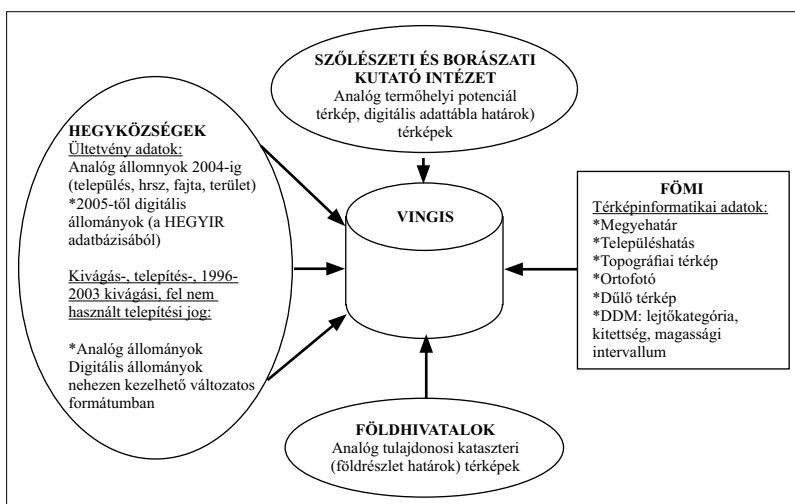 SZŐLÉSZETI ÉS BORÁSZATI
KUTATÓ INTÉZET
Analóg termőhelyi potenciál
térkép, digitális adattábla határok)
térképek
HEGYKÖZSÉGEK
Ültetvény adatok:
Analóg állomnyok 2004-ig
(település, hrsz, fajta, terület)
*2005-től digitális
állományok (a HEGYIR
adatbázisából)
Kivágás-, telepítés-, 1996-
2003 kivágási, fel nem
használt telepítési jog:
*Analóg állományok
Digitális állományok
nehezen kezelhető változatos
formátumban
VINGIS
FÖMI
Térképinformatikai adatok:
*Megyehatár
*Településhatás
*Topográfiai térkép
*Ortofotó
*Dűlő térkép
*DDM: lejtőkategória,
kitettség, magassági
intervallum
FÖLDHIVATALOK
Analóg tulajdonosi kataszteri
(földrészlet határok) térképek